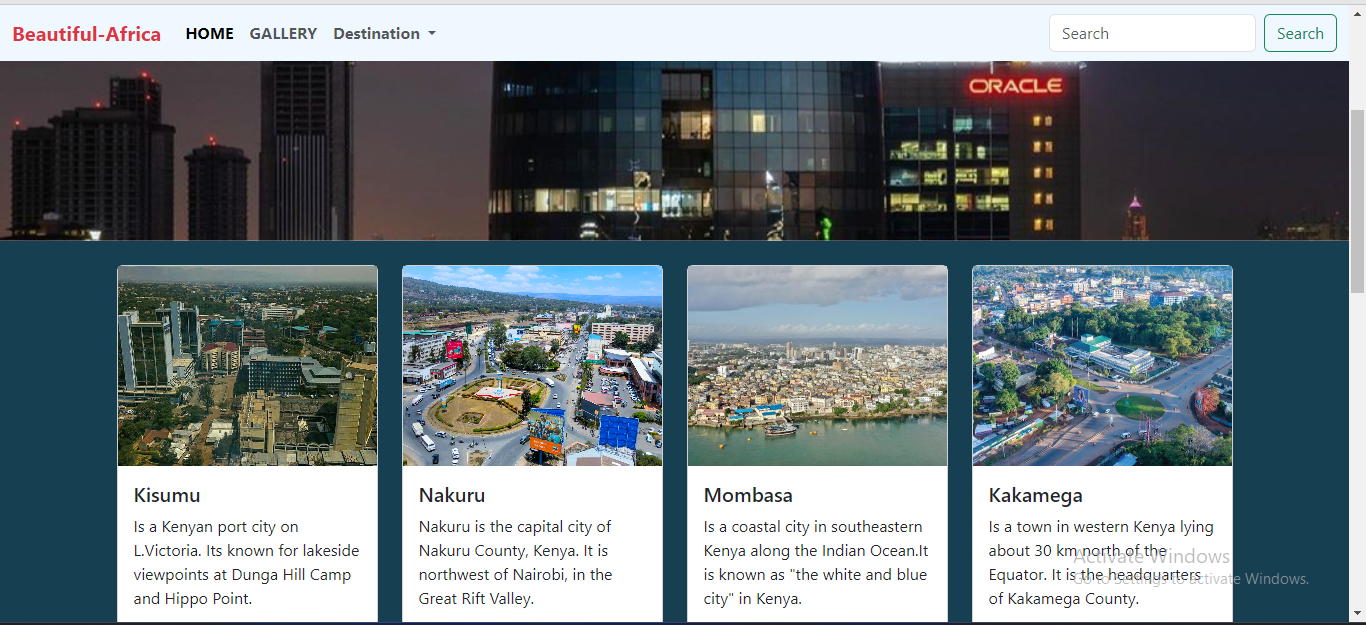 Beautiful-Africa HOME GALLERY Destination Search Search
ORACLE
Kisumu
Is a Kenyan port city on
L.Victoria. Its known for lakeside
viewpoints at Dunga Hill Camp
and Hippo Point.
Nakuru
Nakuru is the capital city of
Nakuru County, Kenya. It is
northwest of Nairobi, in the
Great Rift Valley.
Mombasa
Is a coastal city in southeastern
Kenya along the Indian Ocean.It
is known as "the white and blue
city" in Kenya.
Kakamega
Is a town in western Kenya lying
about 30 km north of the
Equator. It is the headquarters
of Kakamega County.
Activate Windows
Go to Settings to activate Windows.